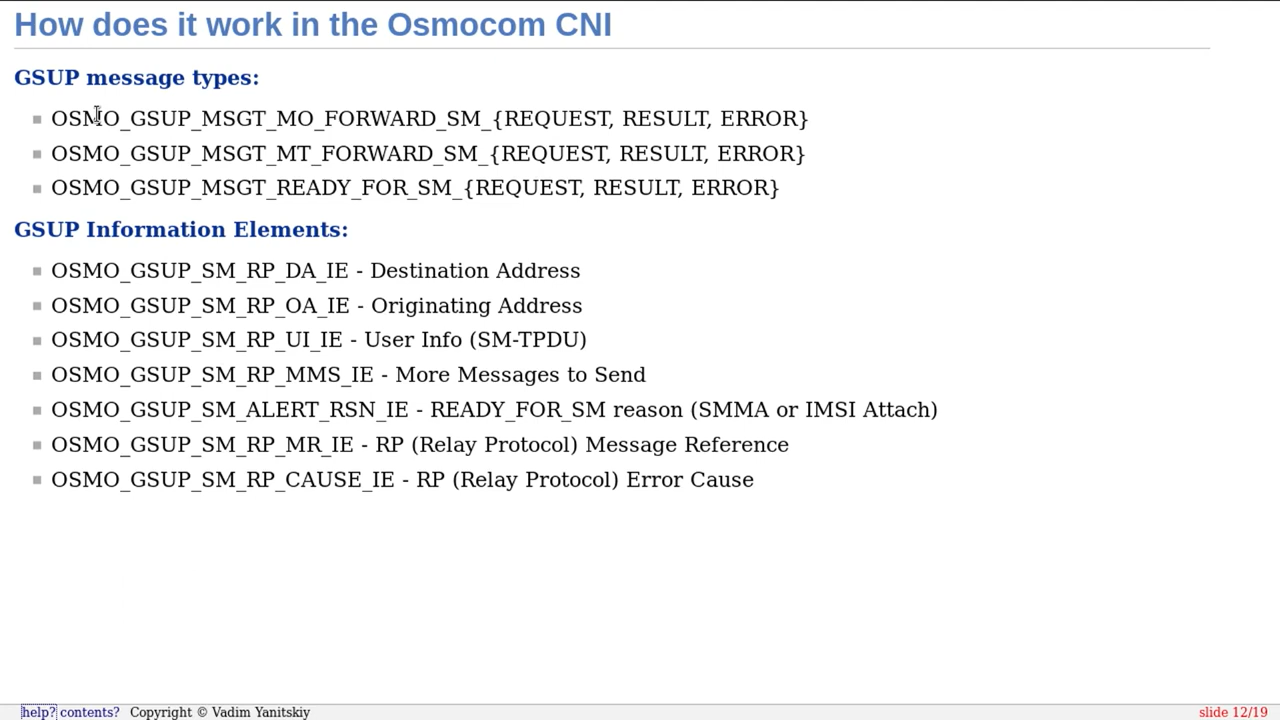 How does it work in the Osmocom CNI
GSUP message types:
OSMO_GSUP_MSGT_MO_FORWARD_SM_{REQUEST, RESULT, ERROR}
OSMO_GSUP_MSGT_MT_FORWARD_SM_{REQUEST, RESULT, ERROR}
OSMO_GSUP_MSGT_READY_FOR_SM_{REQUEST, RESULT, ERROR}
GSUP Information Elements:
OSMO_GSUP_SM_RP_DA_IE - Destination Address
OSMO_GSUP_SM_RP_OA_IE - Originating Address
OSMO_GSUP_SM_RP_UI_IE - User Info (SM-TPDU)
OSMO_GSUP_SM_RP_MMS_IE - More Messages to Send
OSMO_GSUP_SM_ALERT_RSN_IE - READY_FOR_SM reason (SMMA or IMSI Attach)
OSMO_GSUP_SM_RP_MR_IE - RP (Relay Protocol) Message Reference
OSMO_GSUP_SM_RP_CAUSE_IE - RP (Relay Protocol) Error Cause
help? contents? Copyright © Vadim Yanitskiy slide 12/19